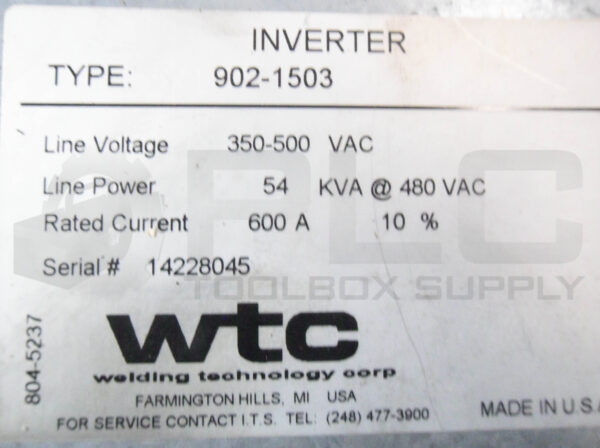 INVERTER
TYPE: 902-1503
Line Voltage 350-500 VAC
Line Power 54 KVA @ 480 VAC
Rated Current 600 A 10 %
Serial # 14228045
PLC
TOOLBOX SUPPLY
804-5237
wtc
welding technology corp
FARMINGTON HILLS, MI USA
FOR SERVICE CONTACT I.T.S. TEL: (248) 477-3900
MADE IN U.S.A